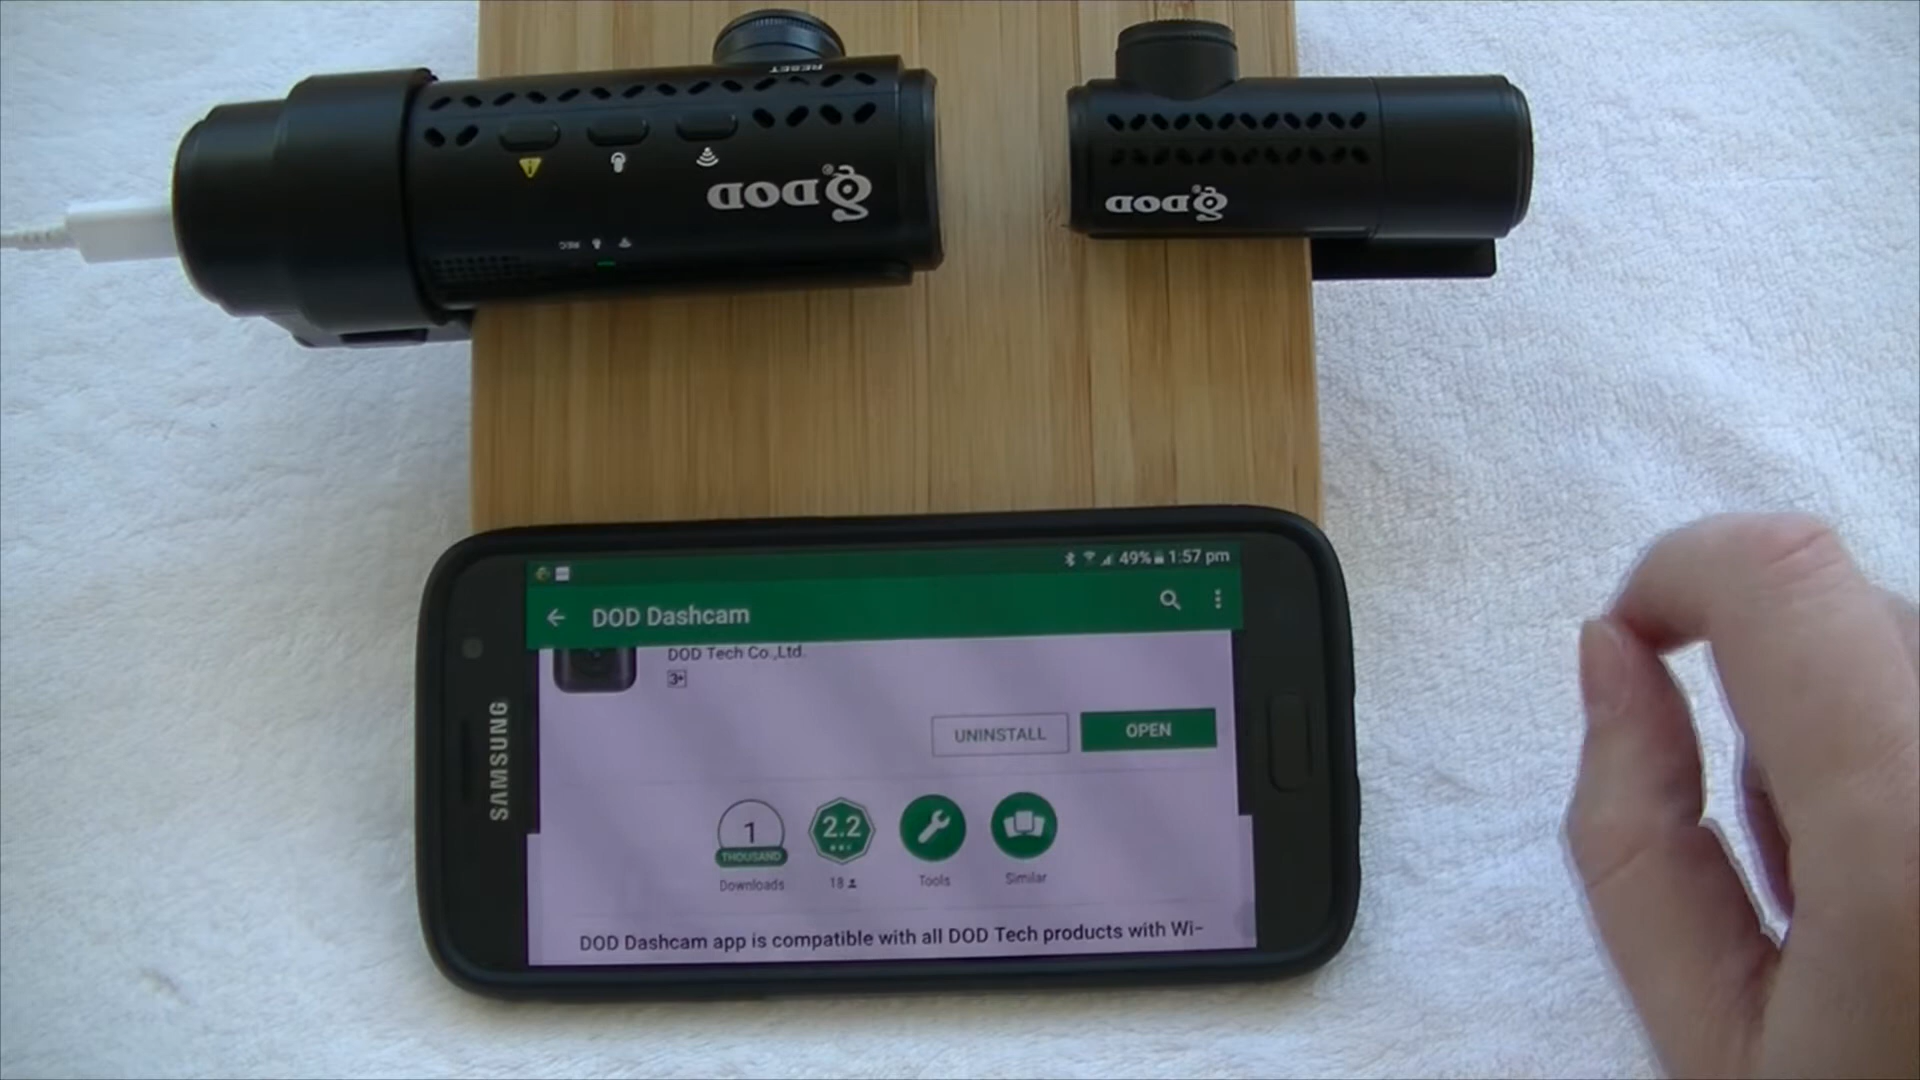 RESET
DOD
REC
DOD
49% 1:57 pm
DOD Dashcam
DOD Tech Co.,Ltd.
3+
UNINSTALL
OPEN
1
THOUSAND
Downloads
2.2
18
Tools
Similar
DOD Dashcam app is compatible with all DOD Tech products with Wi-
SAMSUNG